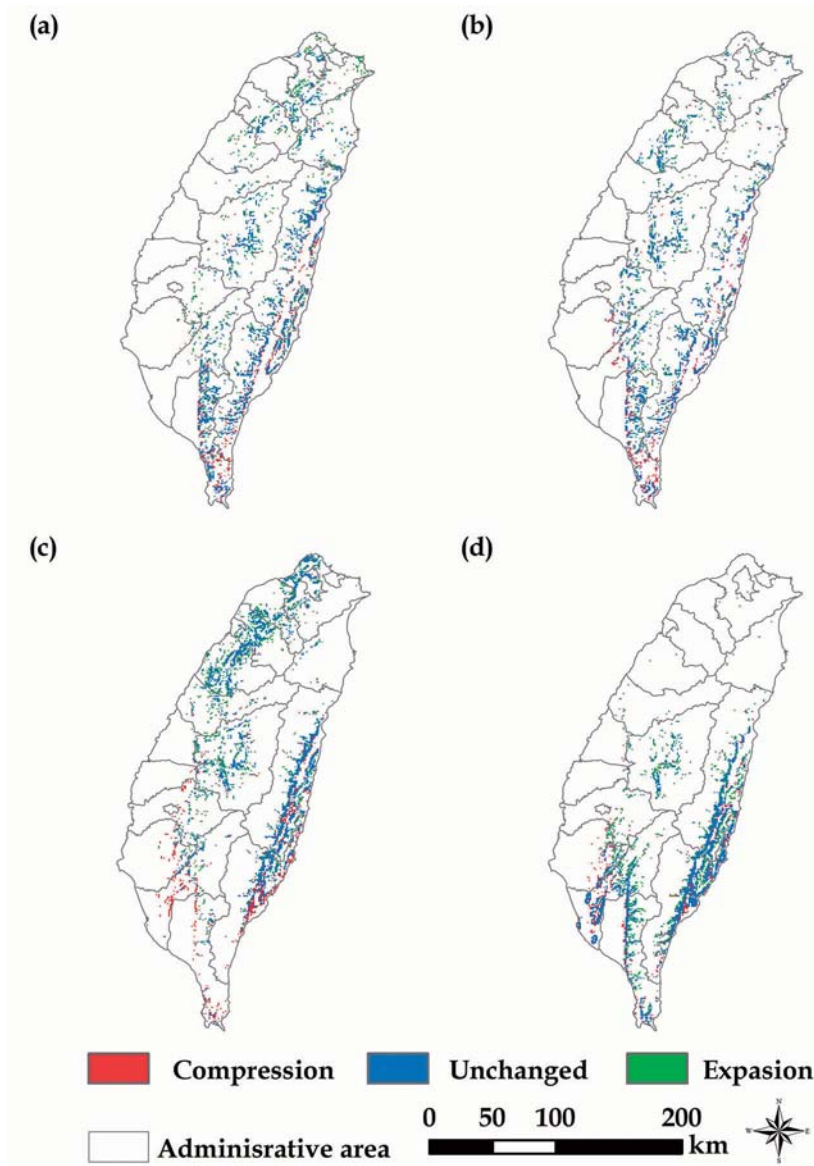 (a)
(b)
(c)
(d)
Compression
Unchanged
Expasion
Adminisrative area
0 50 100 200
km
N
W E
S